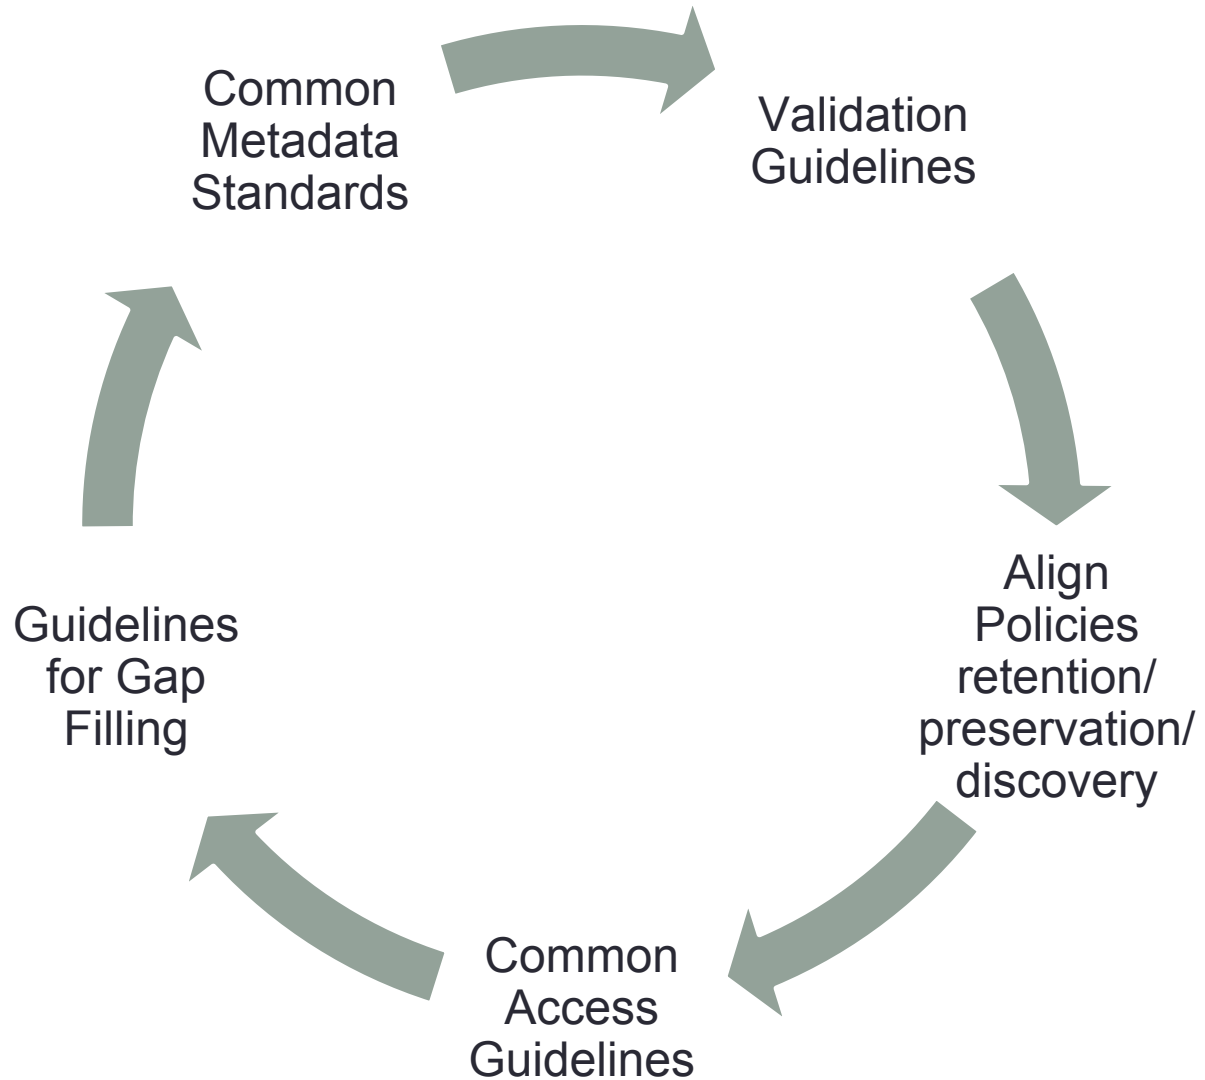 Common
Metadata
Standards
Validation
Guidelines
Align
Policies
retention/
preservation/
discovery
Common
Access
Guidelines
Guidelines
for Gap
Filling